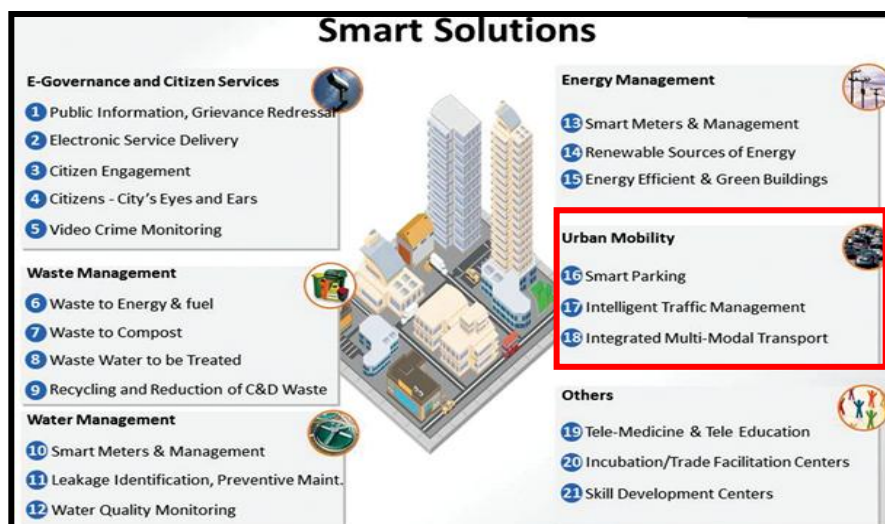 Smart Solutions
E-Governance and Citizen Services
1 Public Information, Grievance Redressal
2 Electronic Service Delivery
3 Citizen Engagement
4 Citizens - City's Eyes and Ears
5 Video Crime Monitoring
Waste Management
6 Waste to Energy & fuel
7 Waste to Compost
8 Waste Water to be Treated
9 Recycling and Reduction of C&D Waste
Water Management
10 Smart Meters & Management
11 Leakage Identification, Preventive Maint.
12 Water Quality Monitoring
Energy Management
13 Smart Meters & Management
14 Renewable Sources of Energy
15 Energy Efficient & Green Buildings
Urban Mobility
16 Smart Parking
17 Intelligent Traffic Management
18 Integrated Multi-Modal Transport
Others
19 Tele-Medicine & Tele Education
20 Incubation/Trade Facilitation Centers
21 Skill Development Centers